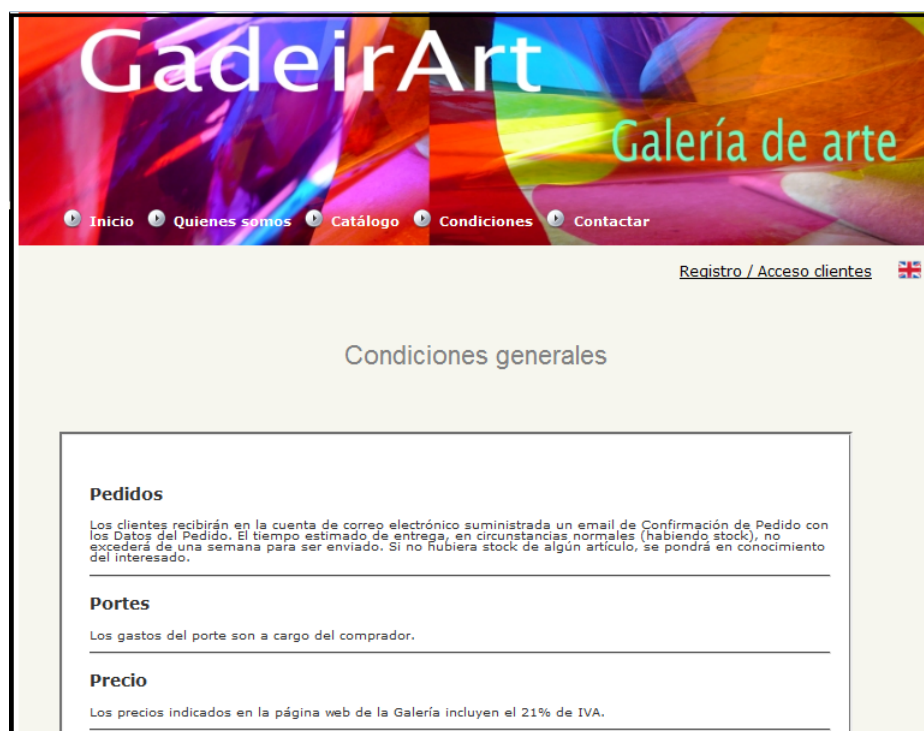 GadeirArt
Galería de arte
Inicio Quienes somos Catálogo Condiciones Contactar
Registro / Acceso clientes
Condiciones generales
Pedidos
Los clientes recibirán en la cuenta de correo electrónico suministrada un email de Confirmación de Pedido con
los Datos del Pedido. El tiempo estimado de entrega, en circunstancias normales (habiendo stock), no
excederá de una semana para ser enviado. Si no hubiera stock de algún artículo, se pondrá en conocimiento
del interesado.
Portes
Los gastos del porte son a cargo del comprador.
Precio
Los precios indicados en la página web de la Galería incluyen el 21% de IVA.